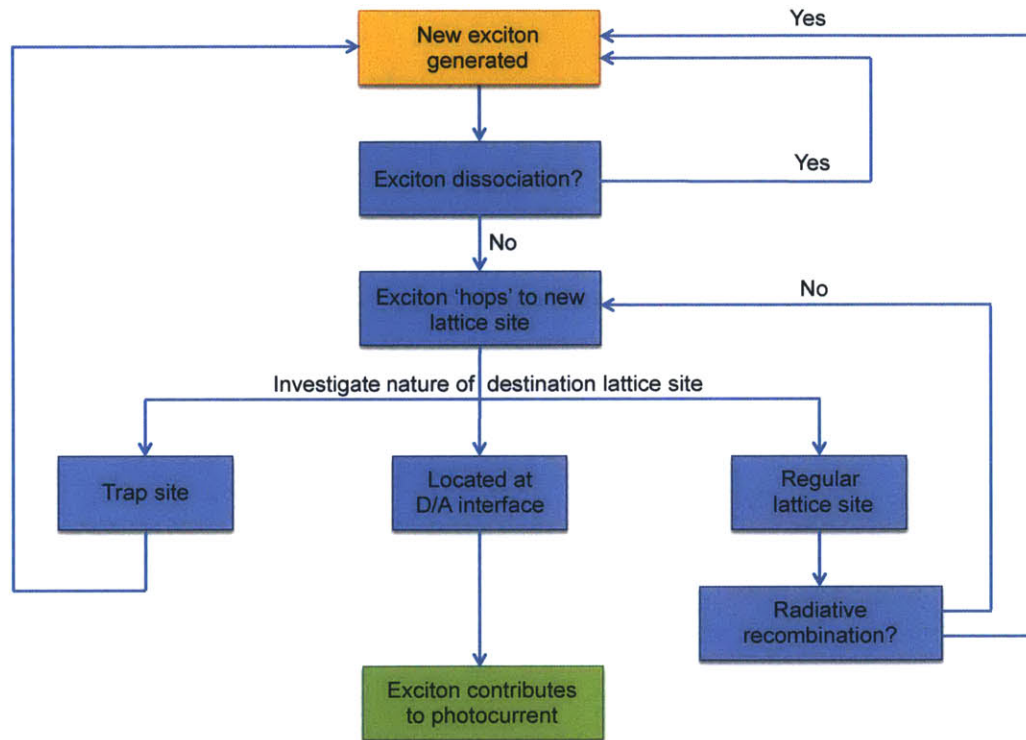 Yes
New exciton
generated
Exciton dissociation?
Yes
No
Exciton ‘hops’ to new
lattice site
No
Investigate nature of destination lattice site
Trap site
Located at
D/A interface
Regular
lattice site
Radiative
recombination?
Exciton contributes
to photocurrent